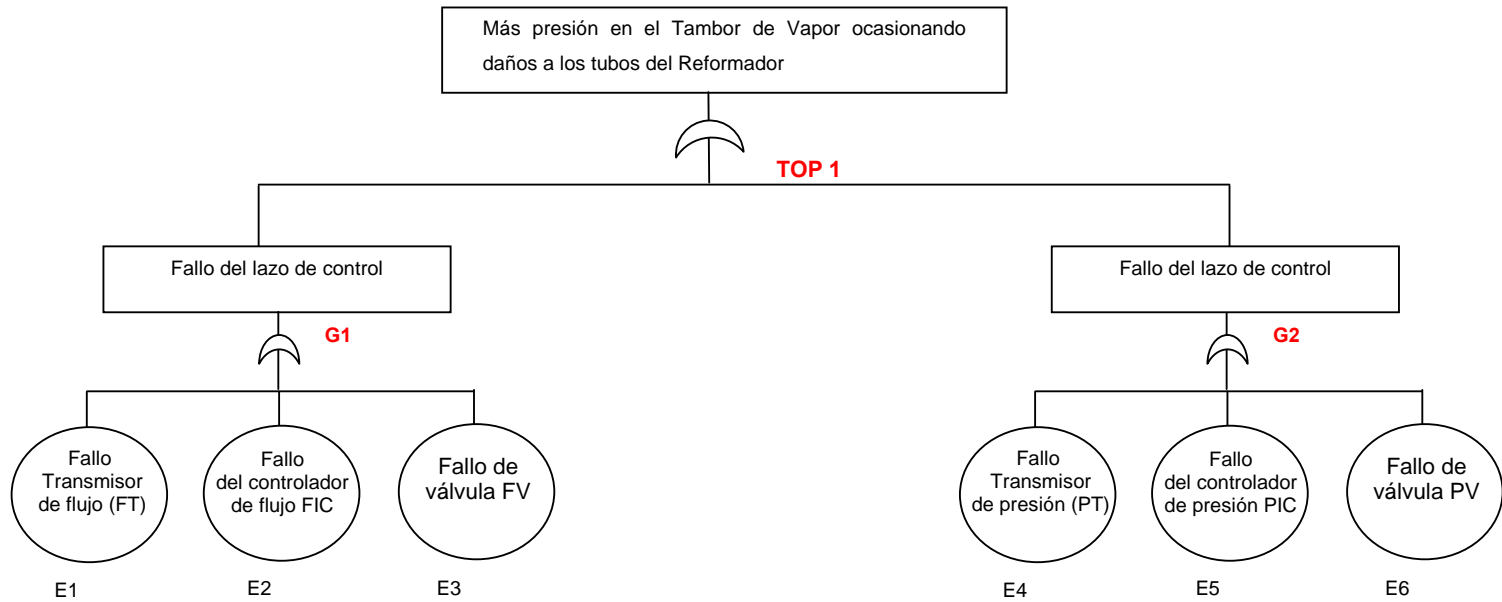 Más presión en el Tambor de Vapor ocasionando
daños a los tubos del Reformador
TOP 1
Fallo del lazo de control
Fallo del lazo de control
G1
G2
Fallo
Transmisor
de flujo (FT)
Fallo
del controlador
de flujo FIC
Fallo de
válvula FV
Fallo
Transmisor
de presión (PT)
Fallo
del controlador
de presión PIC
Fallo de
válvula PV
E1
E2
E3
E4
E5
E6